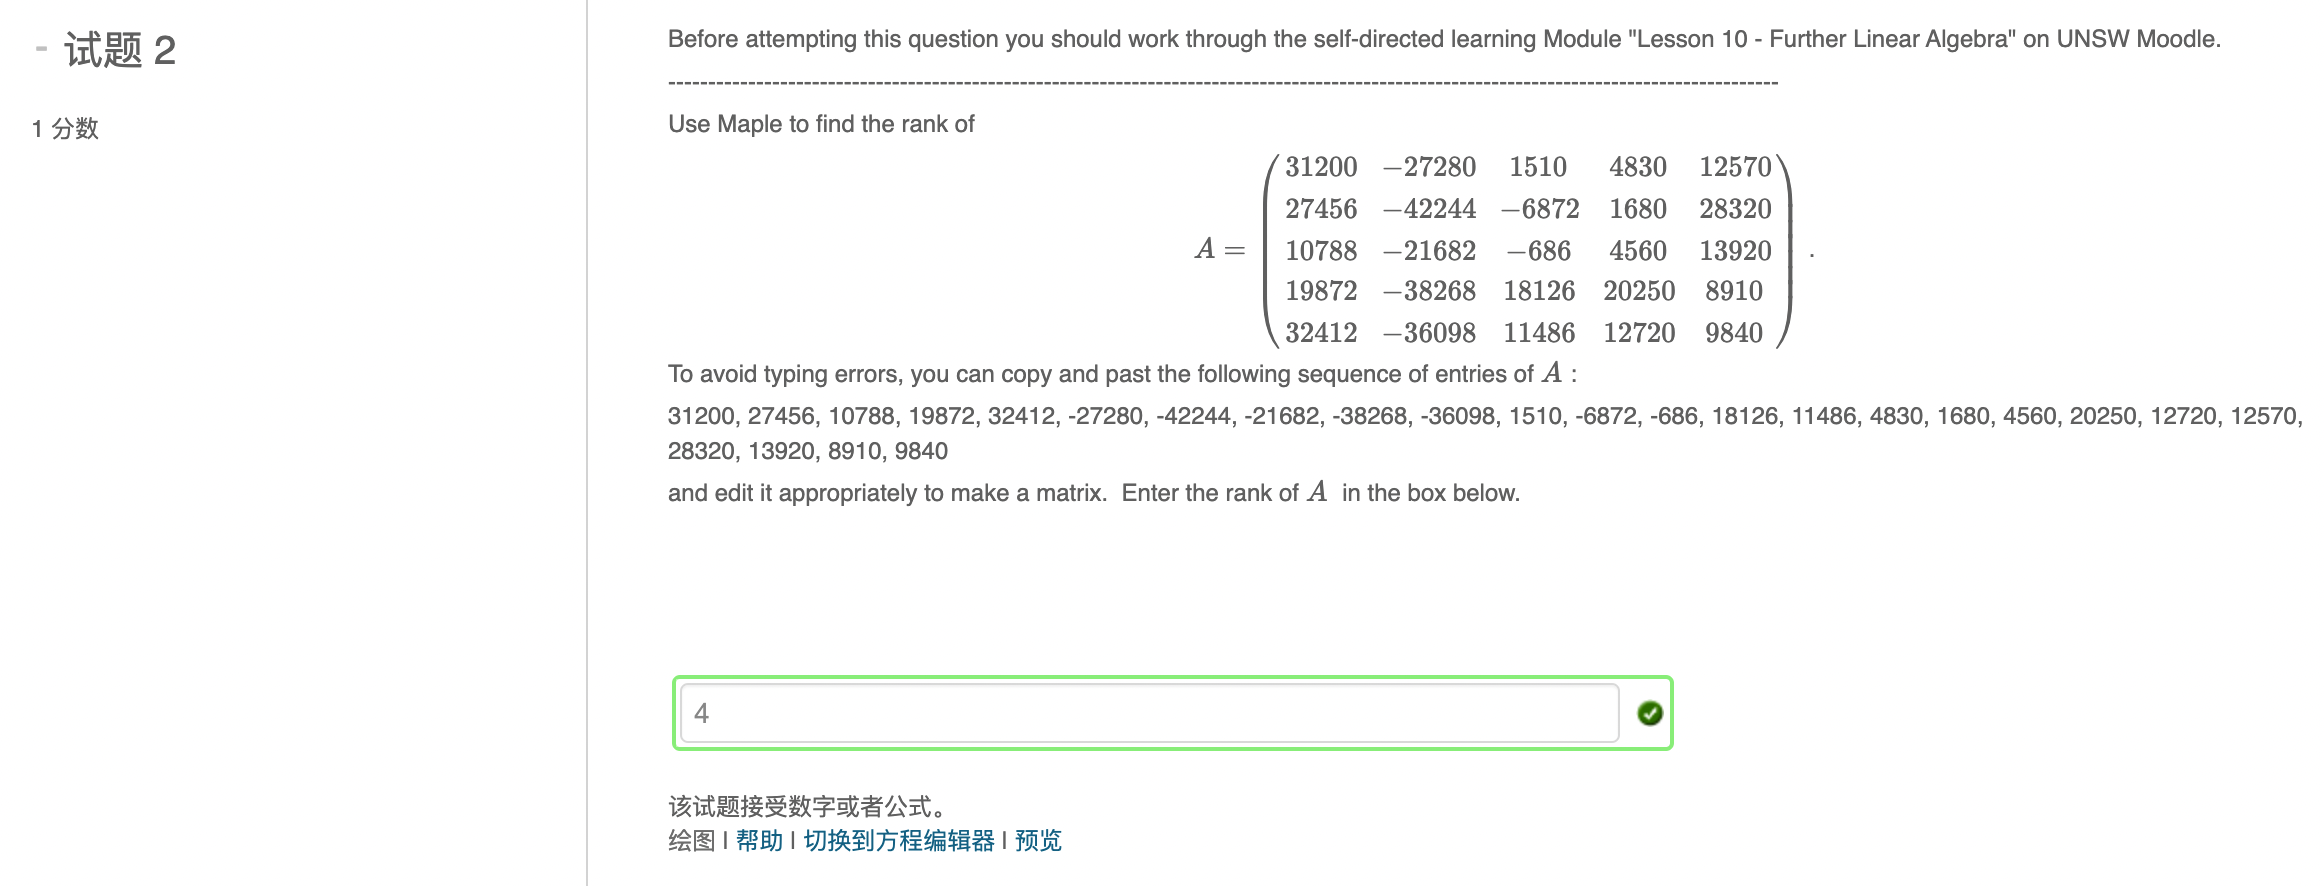 - 试题 2
1 分数
Before attempting this question you should work through the self-directed learning Module "Lesson 10 - Further Linear Algebra" on UNSW Moodle.
-------------------------------------------------------------------------------------------------------------------------------------------
Use Maple to find the rank of
31200 −27280 1510 4830 12570
27456 −42244 −6872 1680 28320
A = 10788 −21682 −686 4560 13920 .
19872 −38268 18126 20250 8910
32412 −36098 11486 12720 9840
To avoid typing errors, you can copy and past the following sequence of entries of A :
31200, 27456, 10788, 19872, 32412, -27280, -42244, -21682, -38268, -36098, 1510, -6872, -686, 18126, 11486, 4830, 1680, 4560, 20250, 12720, 12570,
28320, 13920, 8910, 9840
and edit it appropriately to make a matrix. Enter the rank of A in the box below.
4
该试题接受数字或者公式。
绘图 | 帮助 | 切换到方程编辑器 | 预览